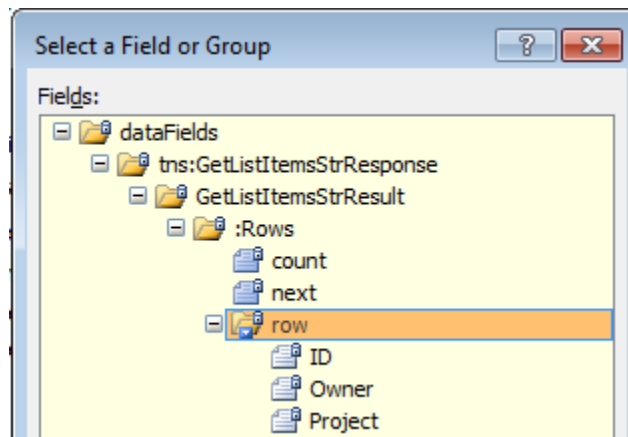 Select a Field or Group
?
Fields:
dataFields
tns:GetListItemsStrResponse
GetListItemsStrResult
:Rows
count
next
row
ID
Owner
Project